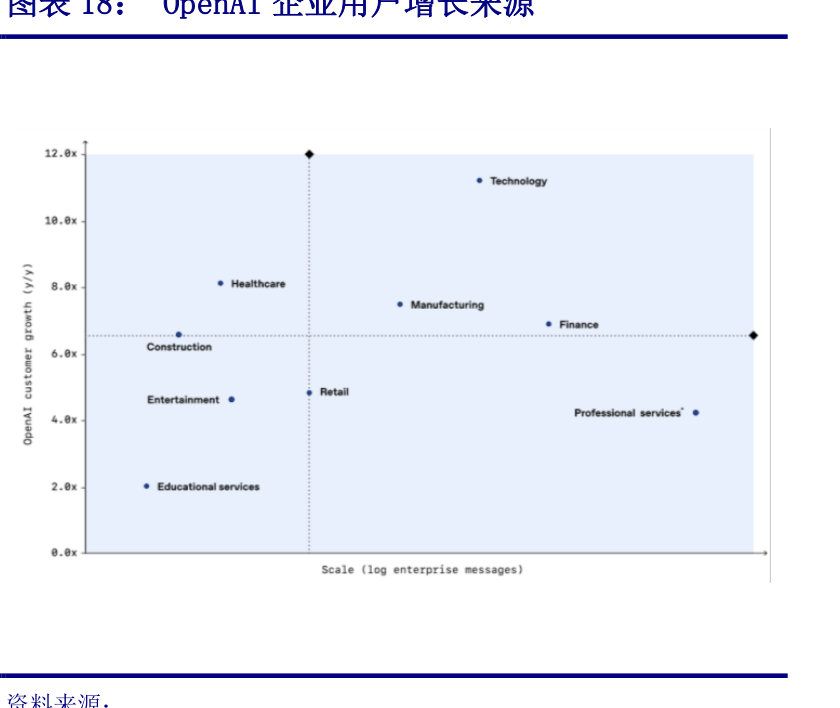 图表 18： OpenAI 企业用户增长来源
12.0x
Technology
10.0x
8.0x
Healthcare
Manufacturing
Finance
Construction
6.0x
Entertainment
Retail
4.0x
Professional services*
2.0x
Educational services
0.0x
OpenAI customer growth (y/y)
Scale (log enterprise messages)
资料来源：